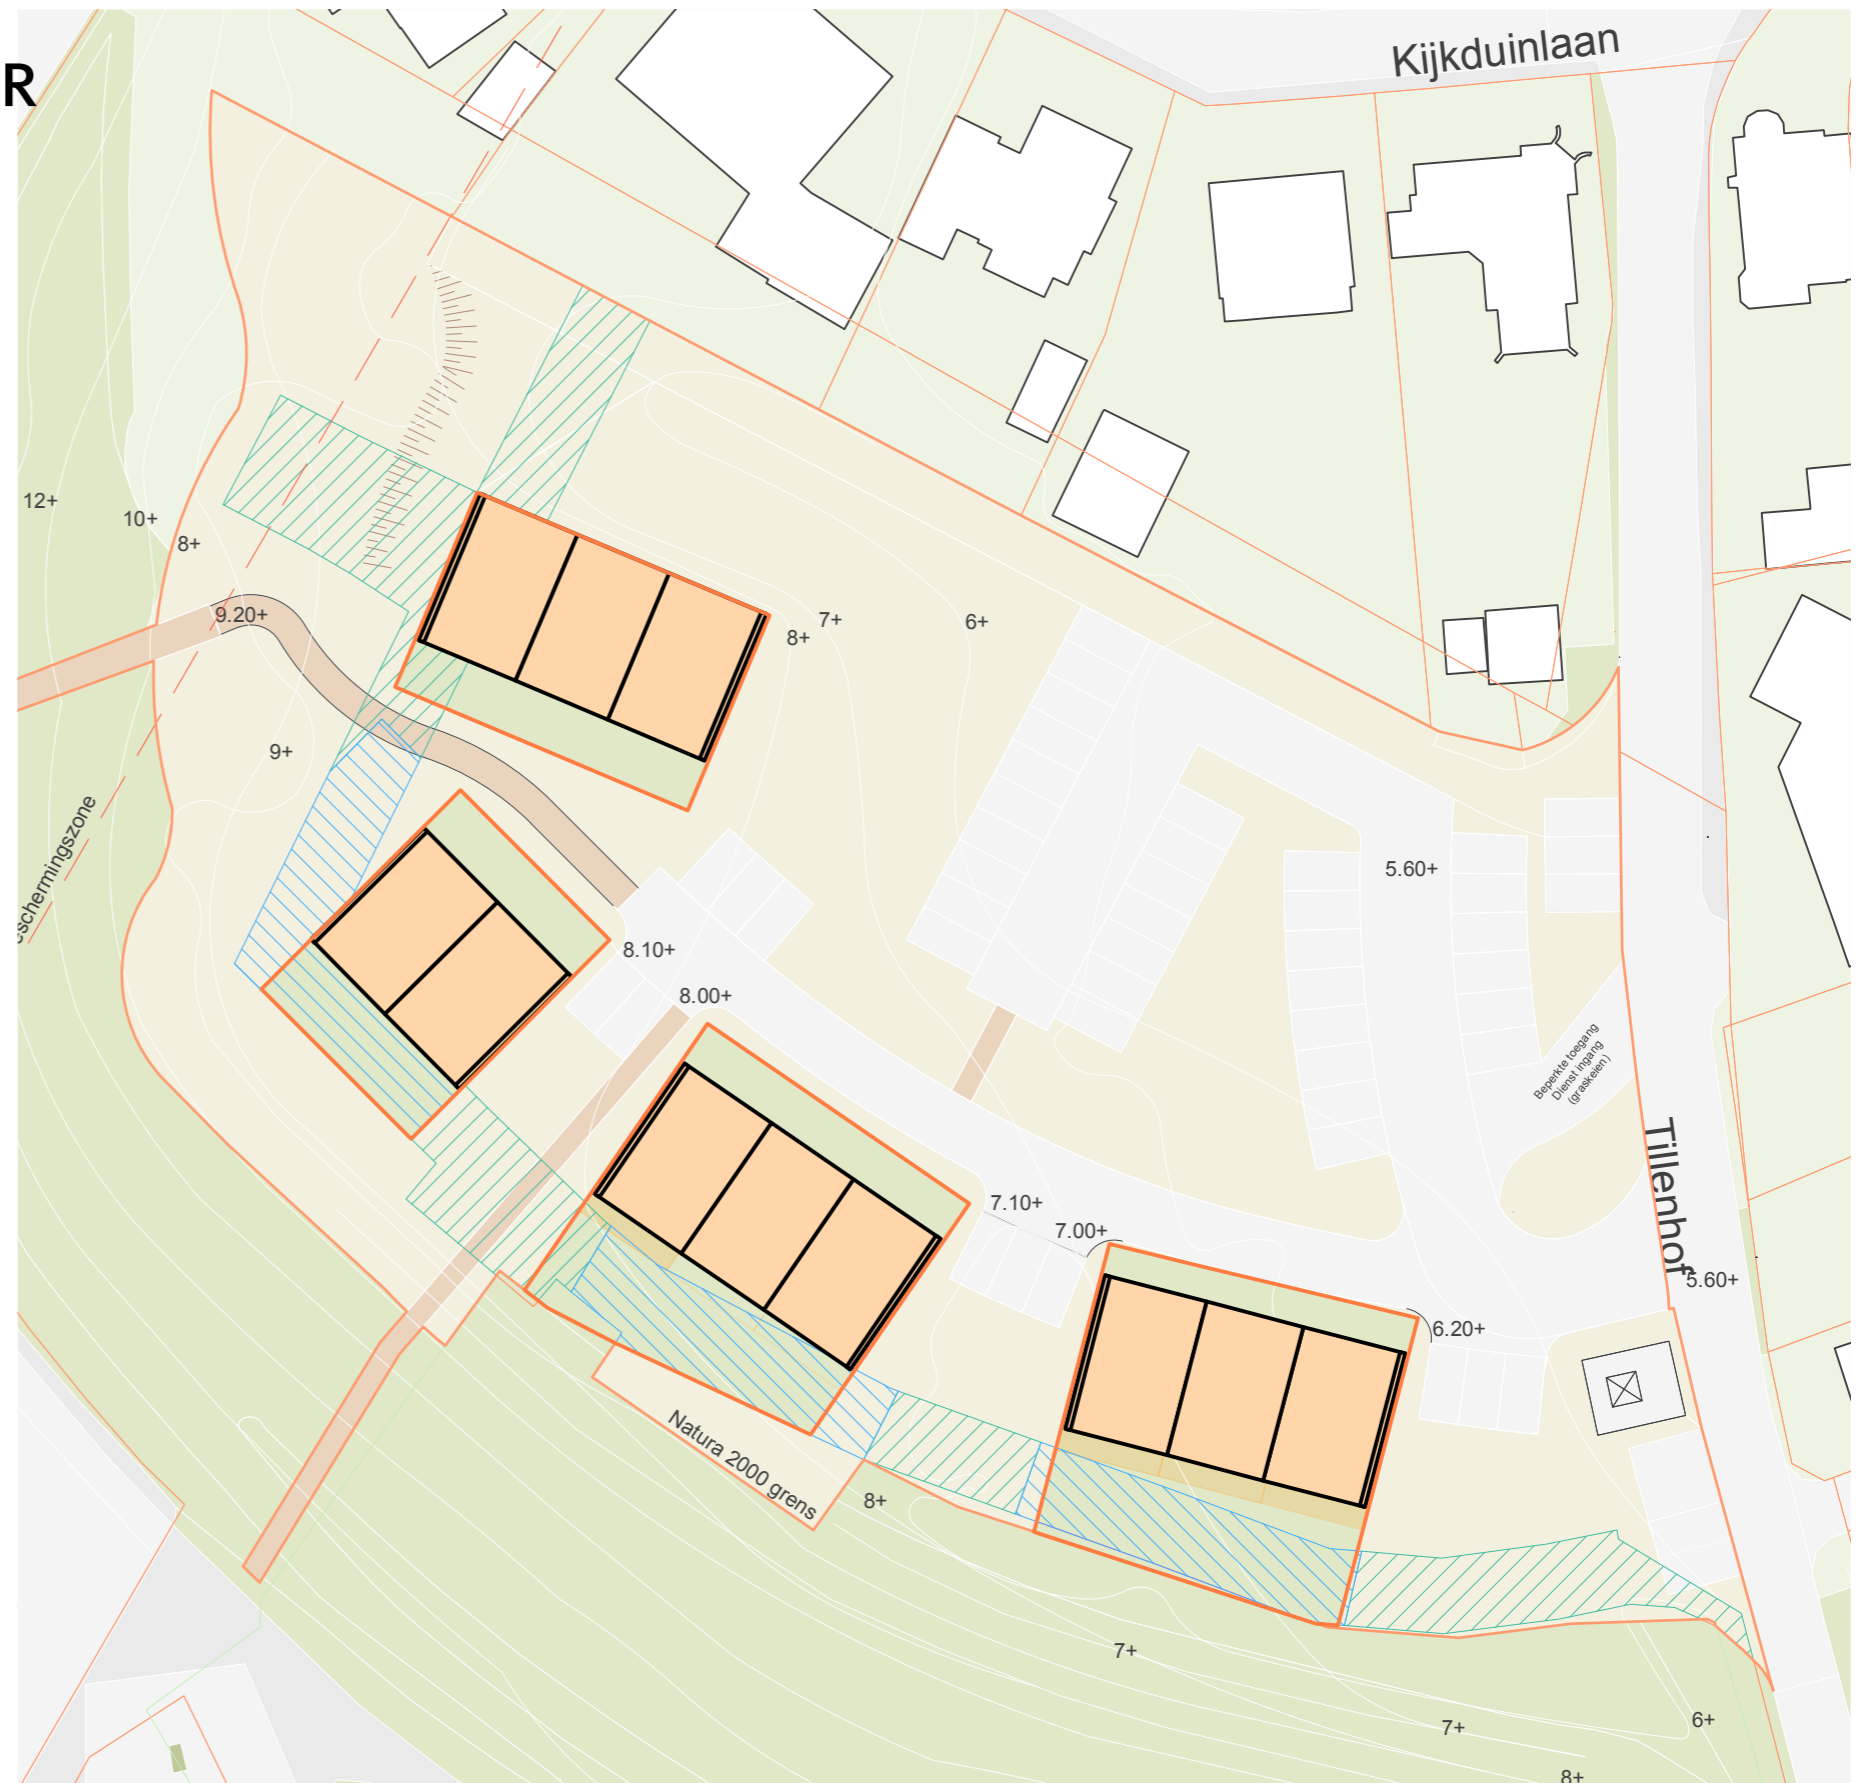 Kijkduinlaan
R
12+
10+
8+
9.20+
7+
8+
6+
9+
schermingszone
5.60+
8.10+
8.00+
Beperkte toegang
Dienst ingang
(graskeien)
Tillenhof
7.10+
7.00+
5.60+
6.20+
Natura 2000 grens
8+
7+
7+
6+
8+